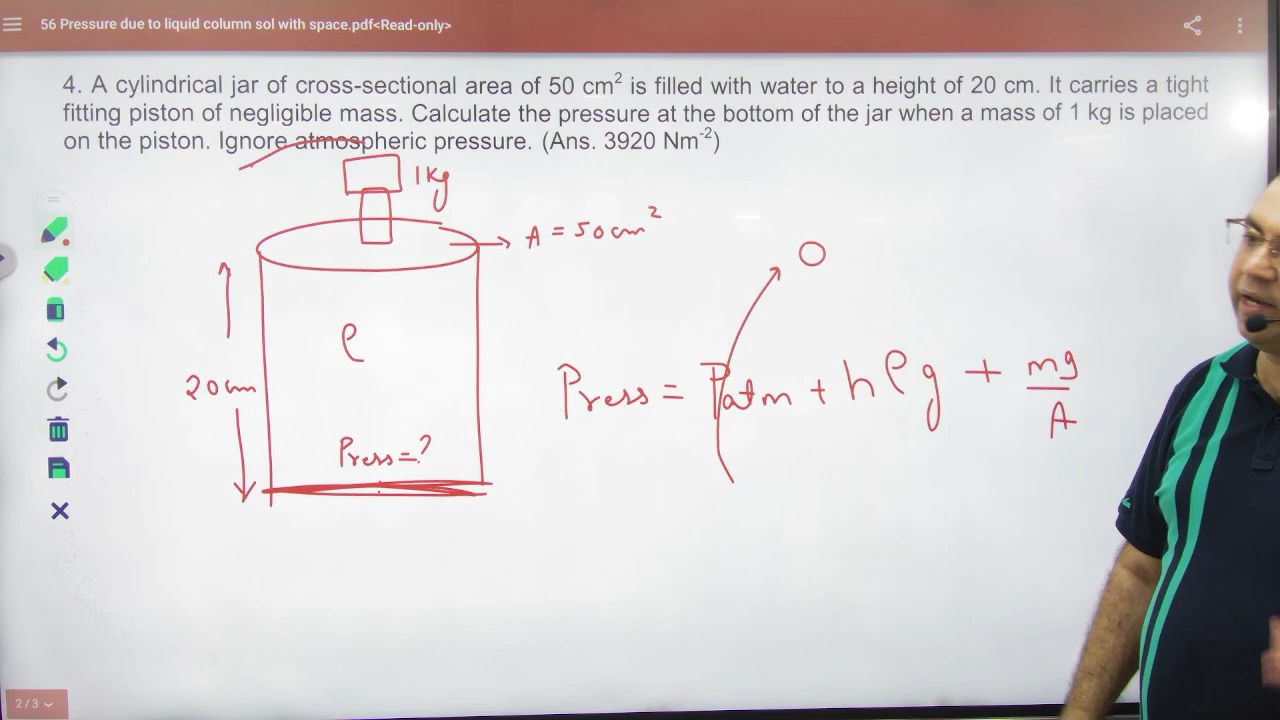 56 Pressure due to liquid column sol with space.pdf<Read-only>
4. A cylindrical jar of cross-sectional area of 50 cm² is filled with water to a height of 20 cm. It carries a tight
fitting piston of negligible mass. Calculate the pressure at the bottom of the jar when a mass of 1 kg is placed
on the piston. Ignore atmospheric pressure. (Ans. 3920 Nm⁻²)
1kg
A = 50cm²
O
ρ
20cm
Press = Patm + hρg + mg/A
Press=?
2/3